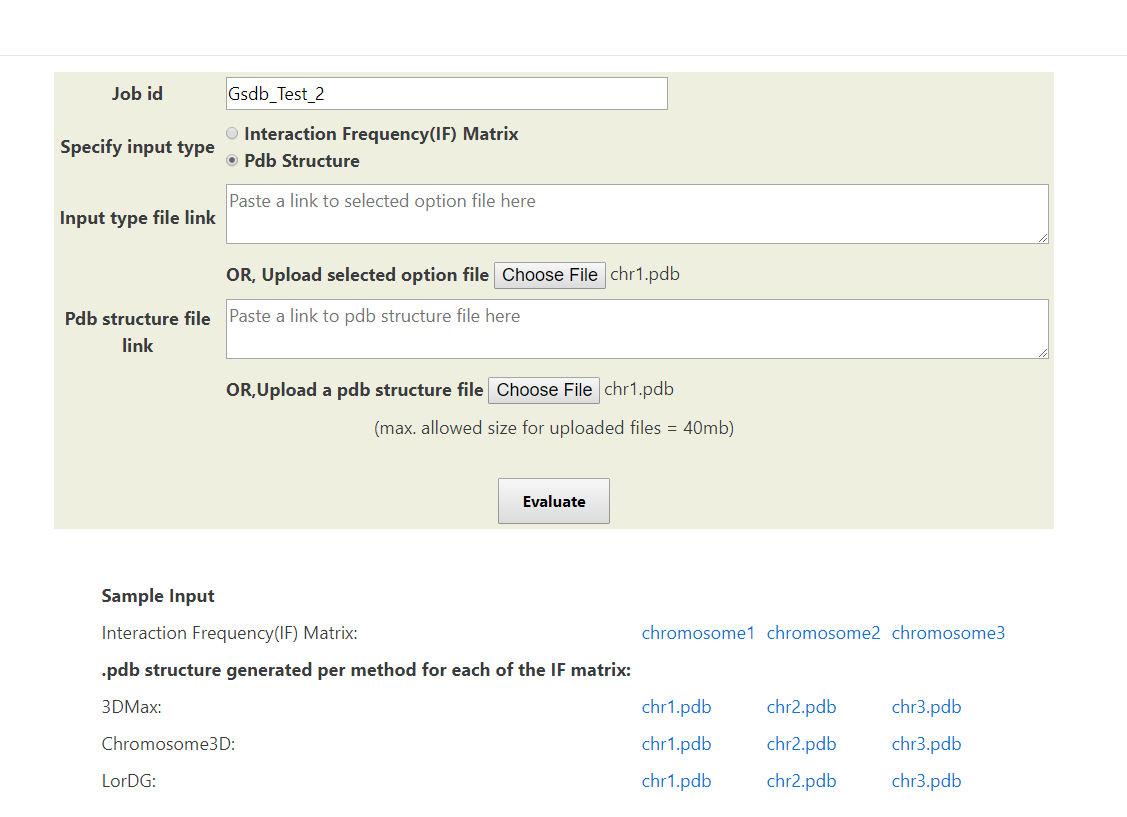 Job id Gsdb_Test_2
Specify input type
Interaction Frequency(IF) Matrix
Pdb Structure
Input type file link
Paste a link to selected option file here
OR, Upload selected option file Choose File chr1.pdb
Pdb structure file
link
Paste a link to pdb structure file here
OR,Upload a pdb structure file Choose File chr1.pdb
(max. allowed size for uploaded files = 40mb)
Evaluate
Sample Input
Interaction Frequency(IF) Matrix: chromosome1 chromosome2 chromosome3
.pdb structure generated per method for each of the IF matrix:
3DMax: chr1.pdb chr2.pdb chr3.pdb
Chromosome3D: chr1.pdb chr2.pdb chr3.pdb
LorDG: chr1.pdb chr2.pdb chr3.pdb